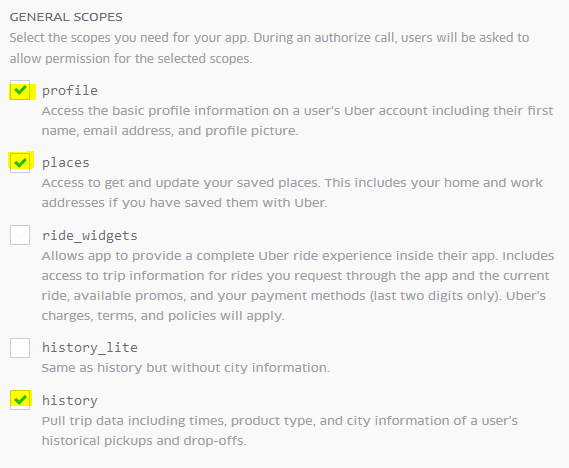 GENERAL SCOPES
Select the scopes you need for your app. During an authorize call, users will be asked to
allow permission for the selected scopes.
profile
Access the basic profile information on a user's Uber account including their first
name, email address, and profile picture.
places
Access to get and update your saved places. This includes your home and work
addresses if you have saved them with Uber.
ride_widgets
Allows app to provide a complete Uber ride experience inside their app. Includes
access to trip information for rides you request through the app and the current
ride, available promos, and your payment methods (last two digits only). Uber's
charges, terms, and policies will apply.
history_lite
Same as history but without city information.
history
Pull trip data including times, product type, and city information of a user's
historical pickups and drop-offs.